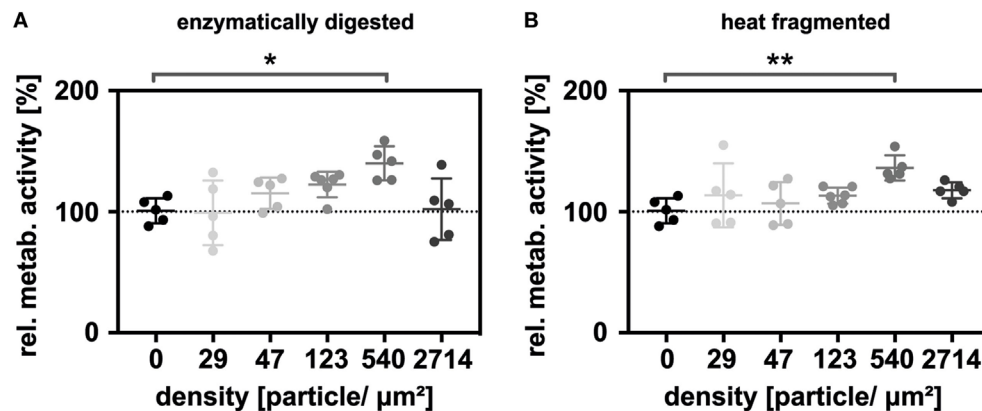 A
enzymatically digested
*
rel. metab. activity [%]
200
100
0
0 29 47 123 540 2714
density [particle/ µm²]
B
heat fragmented
**
rel. metab. activity [%]
200
100
0
0 29 47 123 540 2714
density [particle/ µm²]